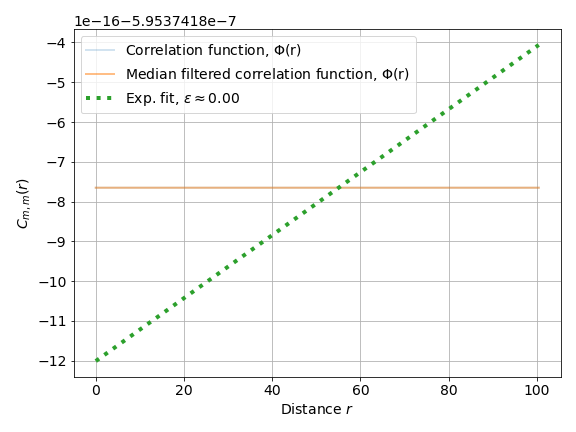 1e−16−5.9537418e−7
Correlation function, Φ(r)
Median filtered correlation function, Φ(r)
Exp. fit, ε ≈ 0.00
−4
−5
−6
−7
−8
−9
−10
−11
−12
C_{m,m}(r)
0 20 40 60 80 100
Distance r